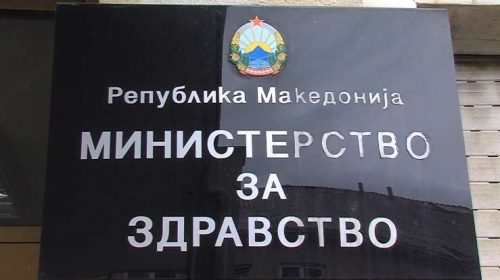 Република Македонија
МИНИСТЕРСТВО
ЗА
ЗДРАВСТВО